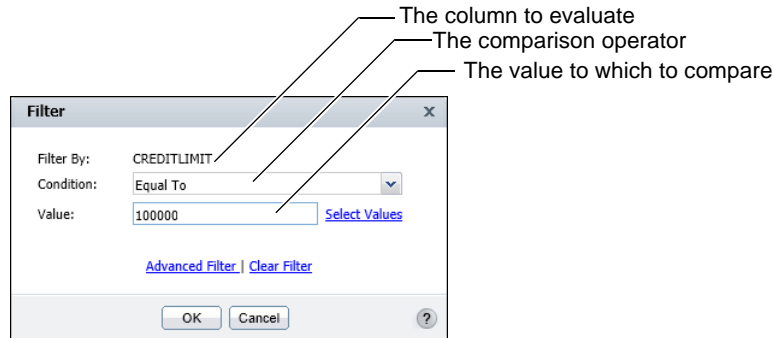 The column to evaluate
The comparison operator
The value to which to compare
Filter x
Filter By: CREDITLIMIT
Condition: Equal To
Value: 100000 Select Values
Advanced Filter | Clear Filter
OK Cancel ?